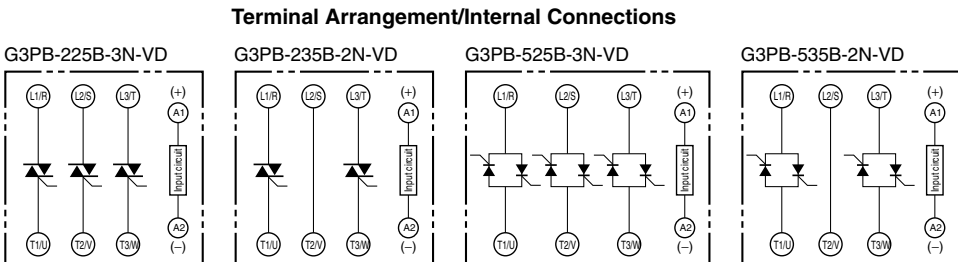 Terminal Arrangement/Internal Connections
G3PB-225B-3N-VD G3PB-235B-2N-VD G3PB-525B-3N-VD G3PB-535B-2N-VD
L1/R L2/S L3/T (+) L1/R L2/S L3/T (+) L1/R L2/S L3/T (+) L1/R L2/S L3/T (+)
A1 A1 A1 A1
Input circuit Input circuit Input circuit Input circuit
A2 A2 A2 A2
T1/U T2/V T3/W (–) T1/U T2/V T3/W (–) T1/U T2/V T3/W (–) T1/U T2/V T3/W (–)